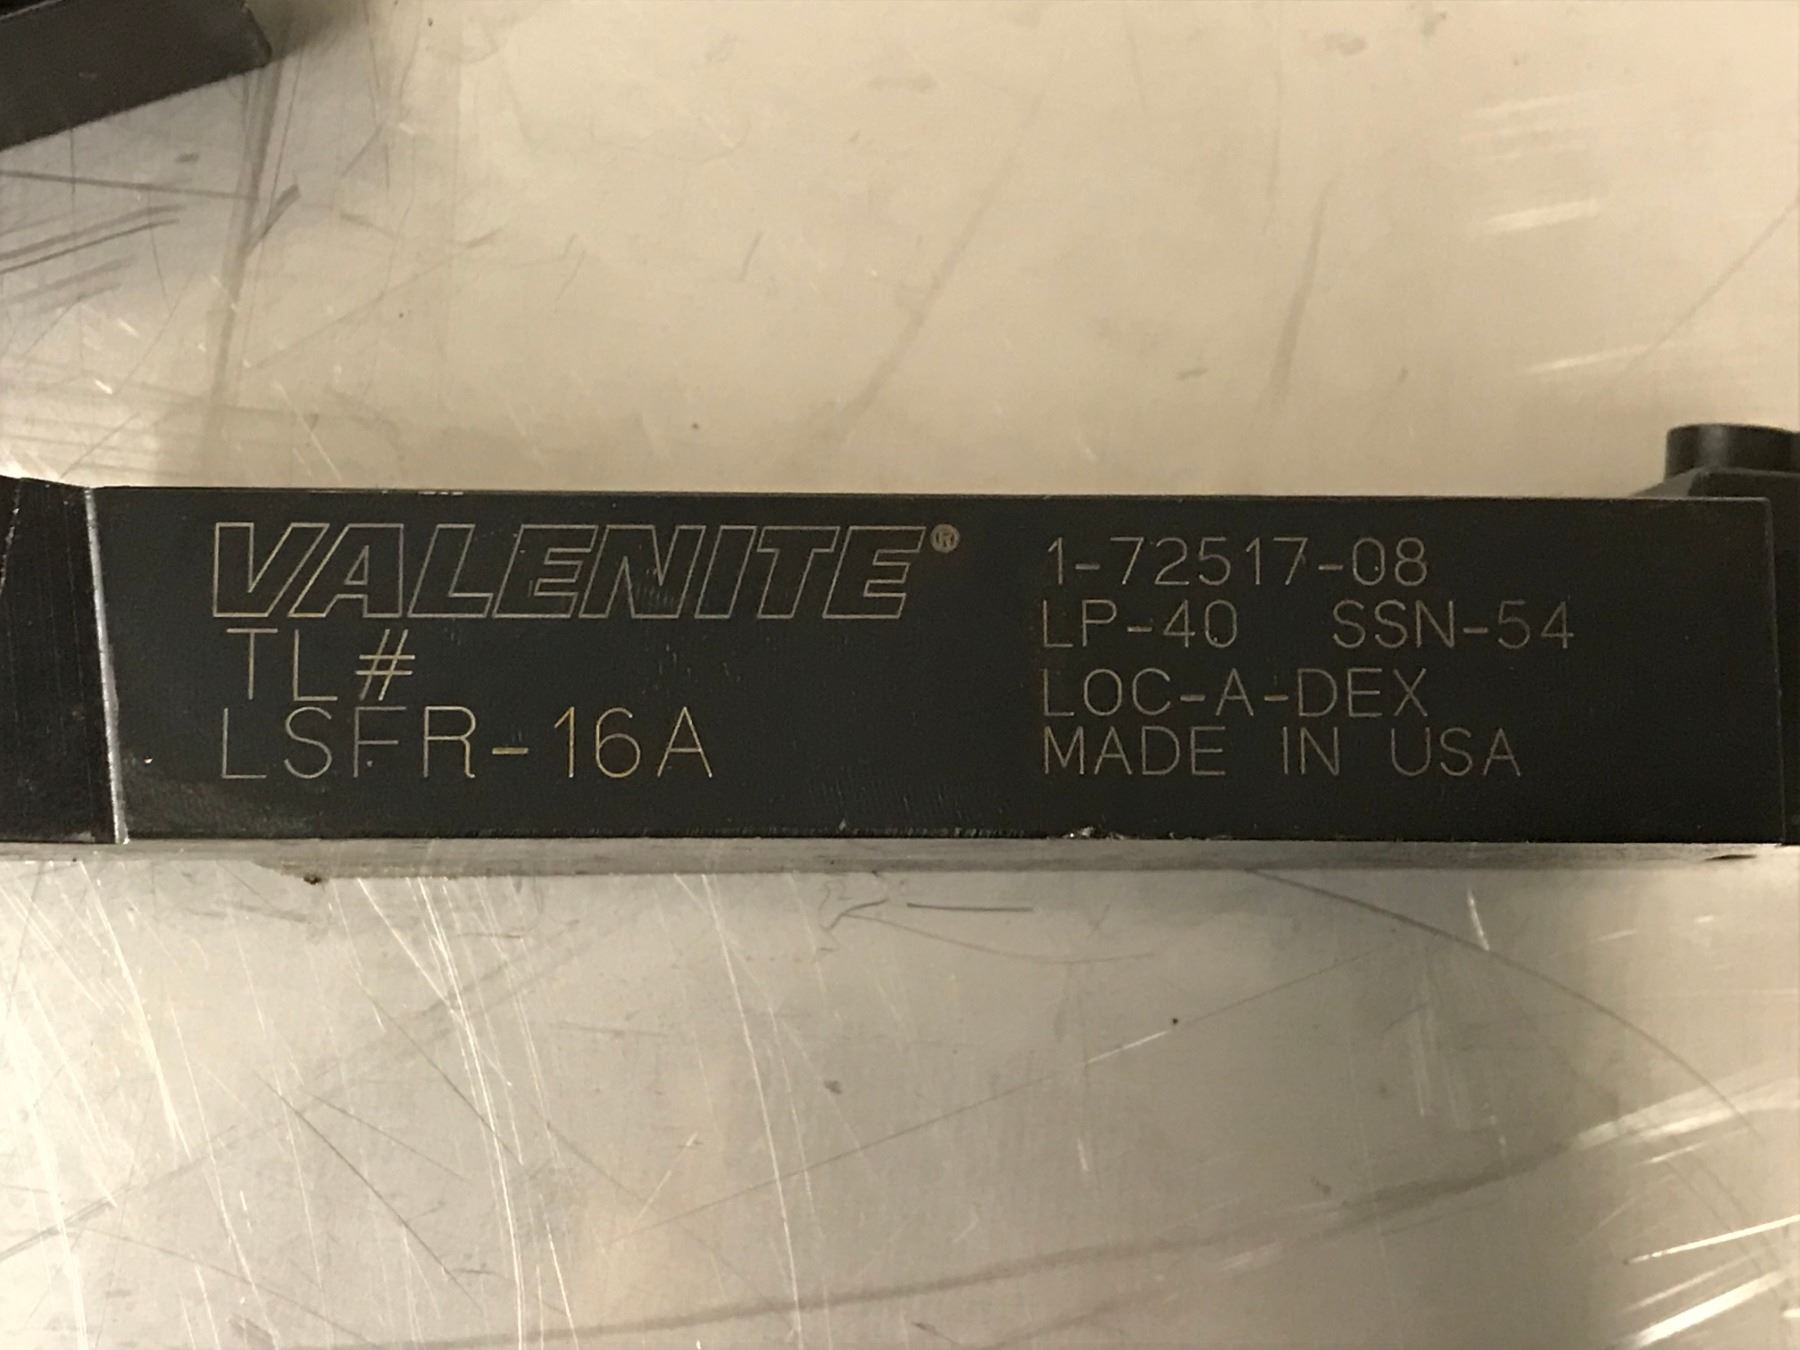 VALENITE®
TL#
LSFR-16A
1-72517-08
LP-40 SSN-54
LOC-A-DEX
MADE IN USA